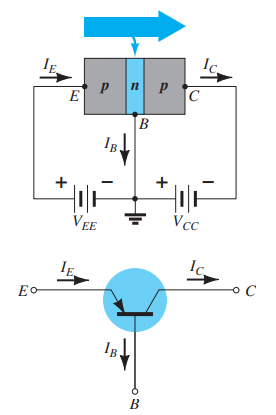 I_E I_C
E p n p C
B
I_B
+ − + −
V_EE V_CC
I_E I_C
E C
I_B
B